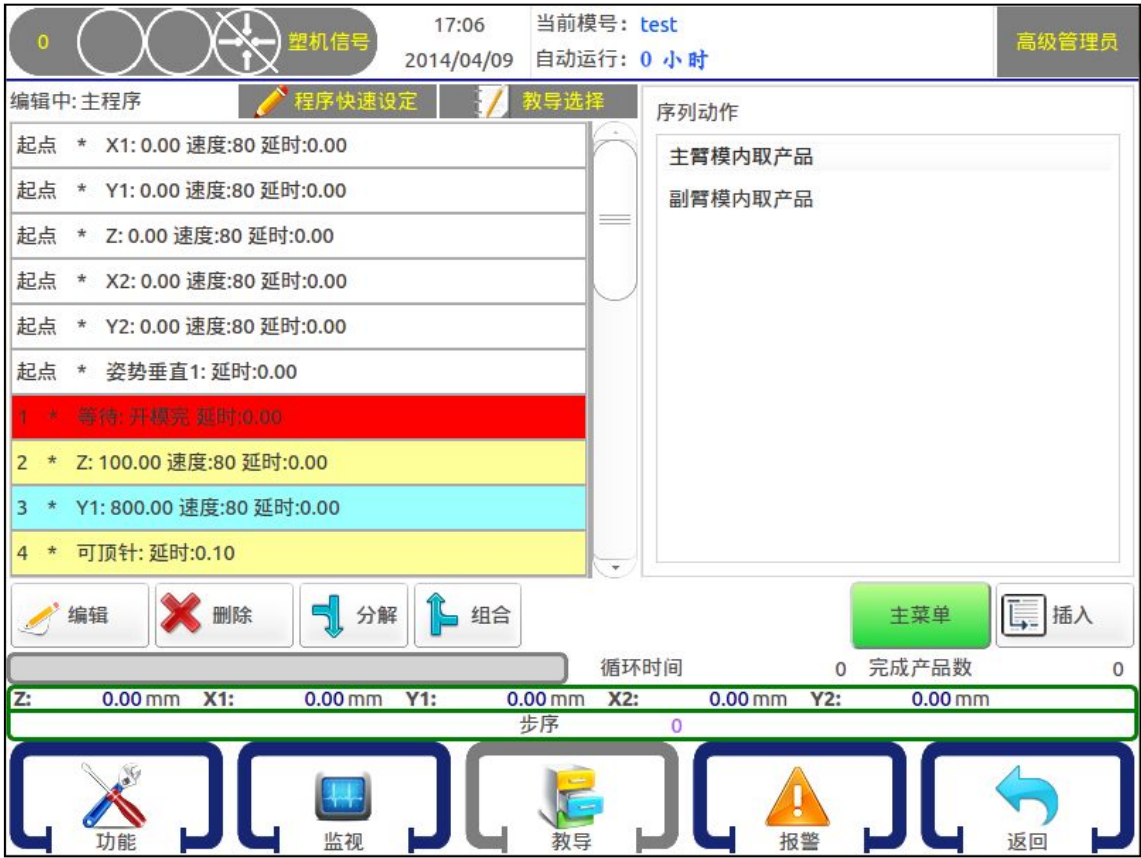 0 塑机信号 17:06 当前模号: test 高级管理员
2014/04/09 自动运行: 0 小时
编辑中:主程序 程序快速设定 教导选择
序列动作
起点 * X1: 0.00 速度:80 延时:0.00
主臂模内取产品
起点 * Y1: 0.00 速度:80 延时:0.00
副臂模内取产品
起点 * Z: 0.00 速度:80 延时:0.00
起点 * X2: 0.00 速度:80 延时:0.00
起点 * Y2: 0.00 速度:80 延时:0.00
起点 * 姿势垂直1: 延时:0.00
1 * 等待: 开模完 延时:0.00
2 * Z: 100.00 速度:80 延时:0.00
3 * Y1: 800.00 速度:80 延时:0.00
4 * 可顶针: 延时:0.10
编辑 删除 分解 组合 主菜单 插入
循环时间 0 完成产品数 0
Z: 0.00 mm X1: 0.00 mm Y1: 0.00 mm X2: 0.00 mm Y2: 0.00 mm
步序 0
功能 监视 教导 报警 返回